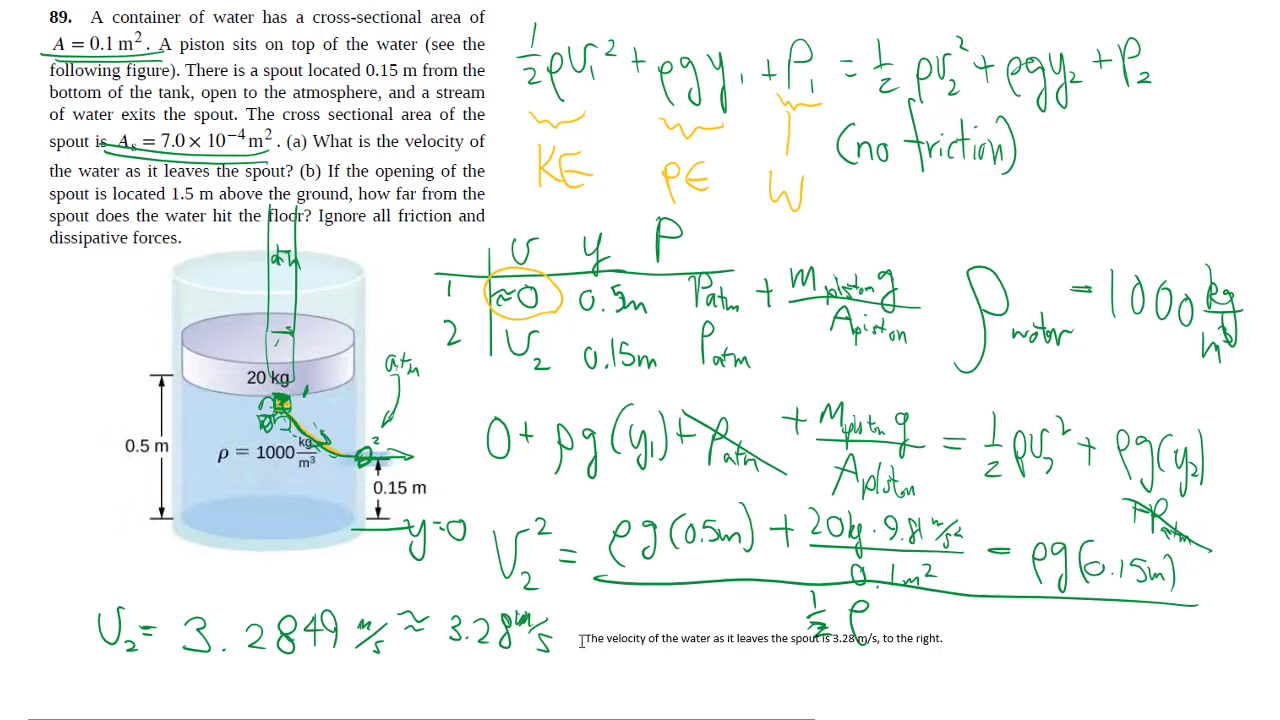 89. A container of water has a cross-sectional area of
A = 0.1 m². A piston sits on top of the water (see the
following figure). There is a spout located 0.15 m from the
bottom of the tank, open to the atmosphere, and a stream
of water exits the spout. The cross sectional area of the
spout is Aₛ = 7.0 × 10⁻⁴ m². (a) What is the velocity of
the water as it leaves the spout? (b) If the opening of the
spout is located 1.5 m above the ground, how far from the
spout does the water hit the floor? Ignore all friction and
dissipative forces.
½ρv₁² + ρgy₁ + P₁ = ½ρv₂² + ρgy₂ + P₂
KE PE W
(no friction)
v y P
1 ≈0 0.5m Patm + mpiston g / Apiston
2 v₂ 0.15m Patm
ρwater = 1000 kg/m³
20 kg
atm
0.5 m
ρ = 1000 kg/m³
0.15 m
y=0
0 + ρg(y₁) + Patm + mpiston g / Apiston = ½ρv₂² + ρg(y₂) + Patm
v₂² = ρg(0.5m) + 20kg · 9.81 m/s² / 0.1m² = ρg(0.15m)
½ρ
v₂ = 3.2849 m/s ≈ 3.28 m/s
The velocity of the water as it leaves the spout is 3.28 m/s, to the right.